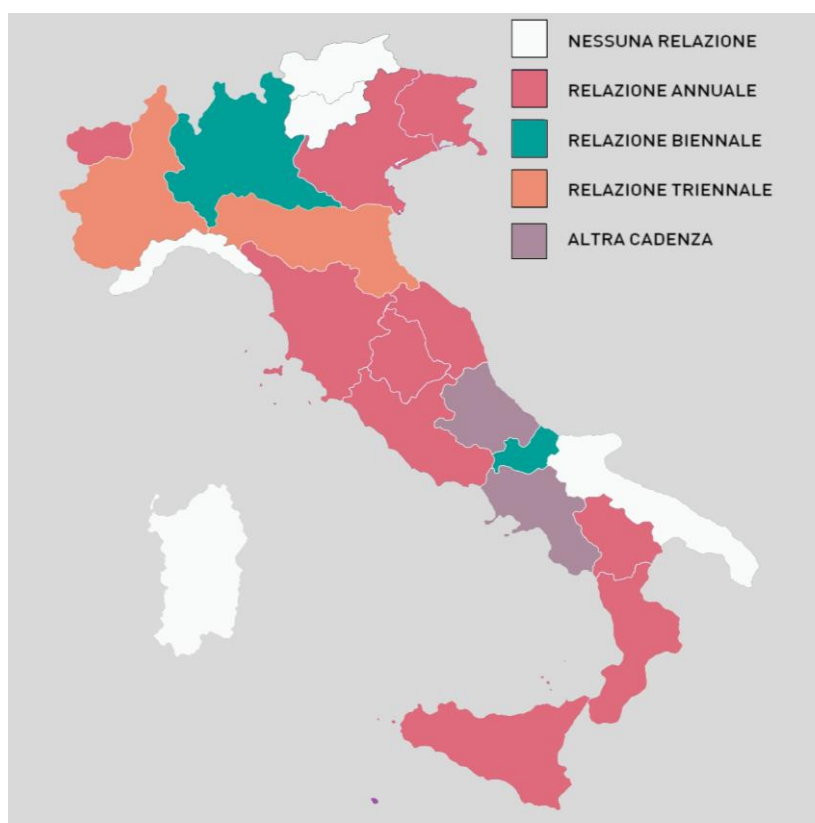 NESSUNA RELAZIONE
RELAZIONE ANNUALE
RELAZIONE BIENNALE
RELAZIONE TRIENNALE
ALTRA CADENZA